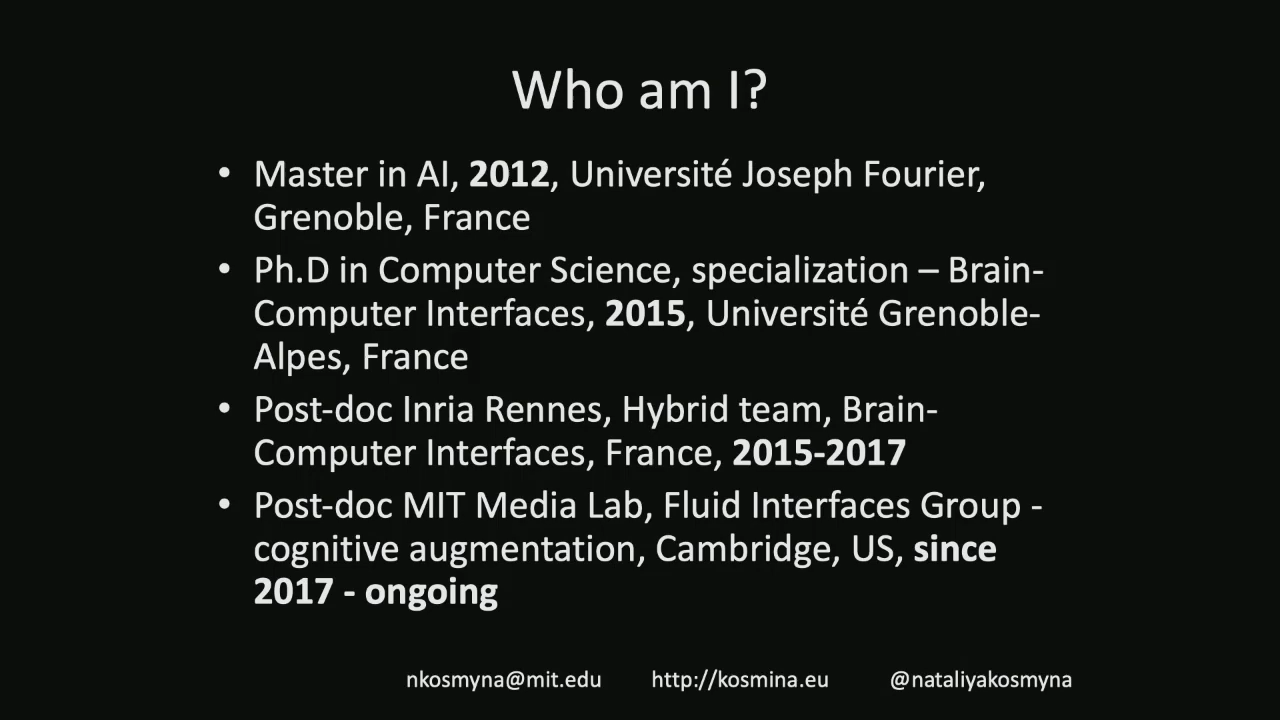 Who am I?
• Master in AI, 2012, Université Joseph Fourier,
Grenoble, France
• Ph.D in Computer Science, specialization – Brain-
Computer Interfaces, 2015, Université Grenoble-
Alpes, France
• Post-doc Inria Rennes, Hybrid team, Brain-
Computer Interfaces, France, 2015-2017
• Post-doc MIT Media Lab, Fluid Interfaces Group -
cognitive augmentation, Cambridge, US, since
2017 - ongoing
nkosmyna@mit.edu http://kosmina.eu @nataliyakosmyna